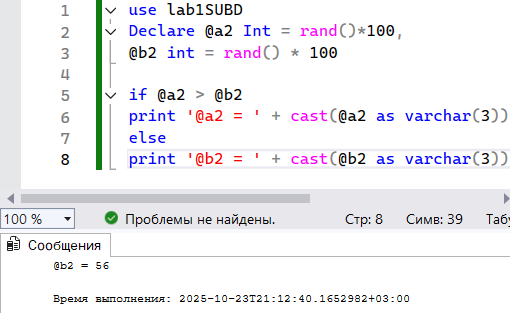 1 use lab1SUBD
2 Declare @a2 Int = rand()*100,
3 @b2 int = rand() * 100
4
5 if @a2 > @b2
6 print '@a2 = ' + cast(@a2 as varchar(3))
7 else
8 print '@b2 = ' + cast(@b2 as varchar(3))
100 % Проблемы не найдены. Стр: 8 Симв: 39 Табу
Сообщения
@b2 = 56
Время выполнения: 2025-10-23T21:12:40.1652982+03:00